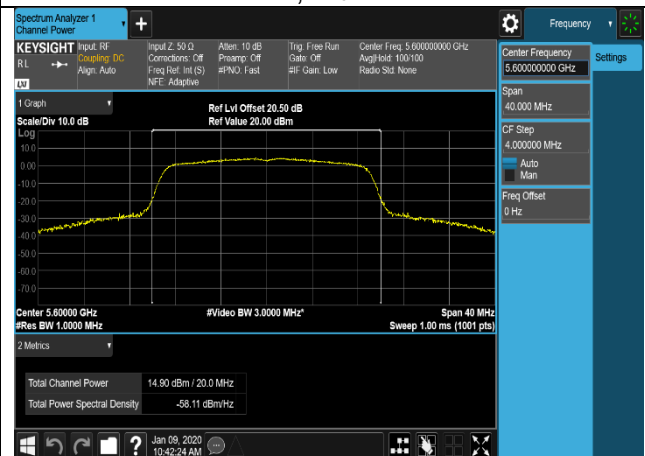 Spectrum Analyzer 1
Channel Power
+
Frequency
KEYSIGHT
RL
LXI
Input: RF
Coupling: DC
Align: Auto
Input Z: 50 Ω
Corrections: Off
Freq Ref: Int (S)
NFE: Adaptive
Atten: 10 dB
Preamp: Off
#PNO: Fast
Trig: Free Run
Gate: Off
#IF Gain: Low
Center Freq: 5.600000000 GHz
Avg|Hold: 100/100
Radio Std: None
Center Frequency
5.600000000 GHz
Settings
Span
40.000 MHz
CF Step
4.000000 MHz
Auto
Man
Freq Offset
0 Hz
1 Graph
Scale/Div 10.0 dB
Ref Lvl Offset 20.50 dB
Ref Value 20.00 dBm
Log
10.0
0.00
-10.0
-20.0
-30.0
-40.0
-50.0
-60.0
-70.0
Center 5.60000 GHz
#Video BW 3.0000 MHz*
Span 40 MHz
#Res BW 1.0000 MHz
Sweep 1.00 ms (1001 pts)
2 Metrics
Total Channel Power 14.90 dBm / 20.0 MHz
Total Power Spectral Density -58.11 dBm/Hz
?
Jan 09, 2020
10:42:24 AM